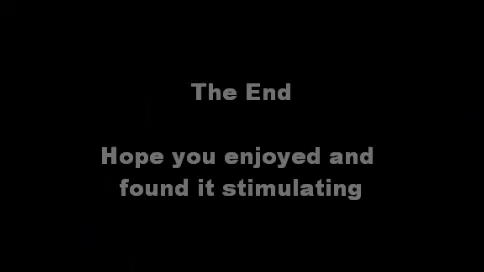 The End
Hope you enjoyed and
found it stimulating